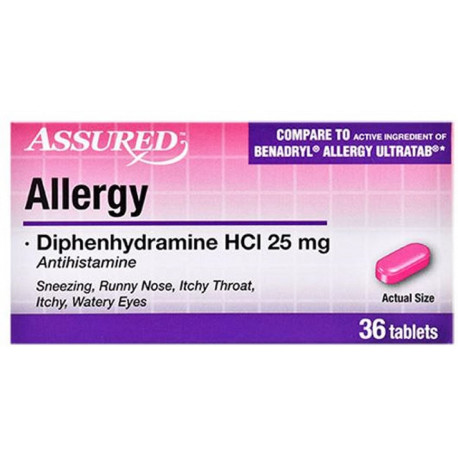 ASSURED
COMPARE TO ACTIVE INGREDIENT OF
BENADRYL® ALLERGY ULTRATAB®*
Allergy
· Diphenhydramine HCl 25 mg
Antihistamine
Sneezing, Runny Nose, Itchy Throat,
Itchy, Watery Eyes
Actual Size
36 tablets